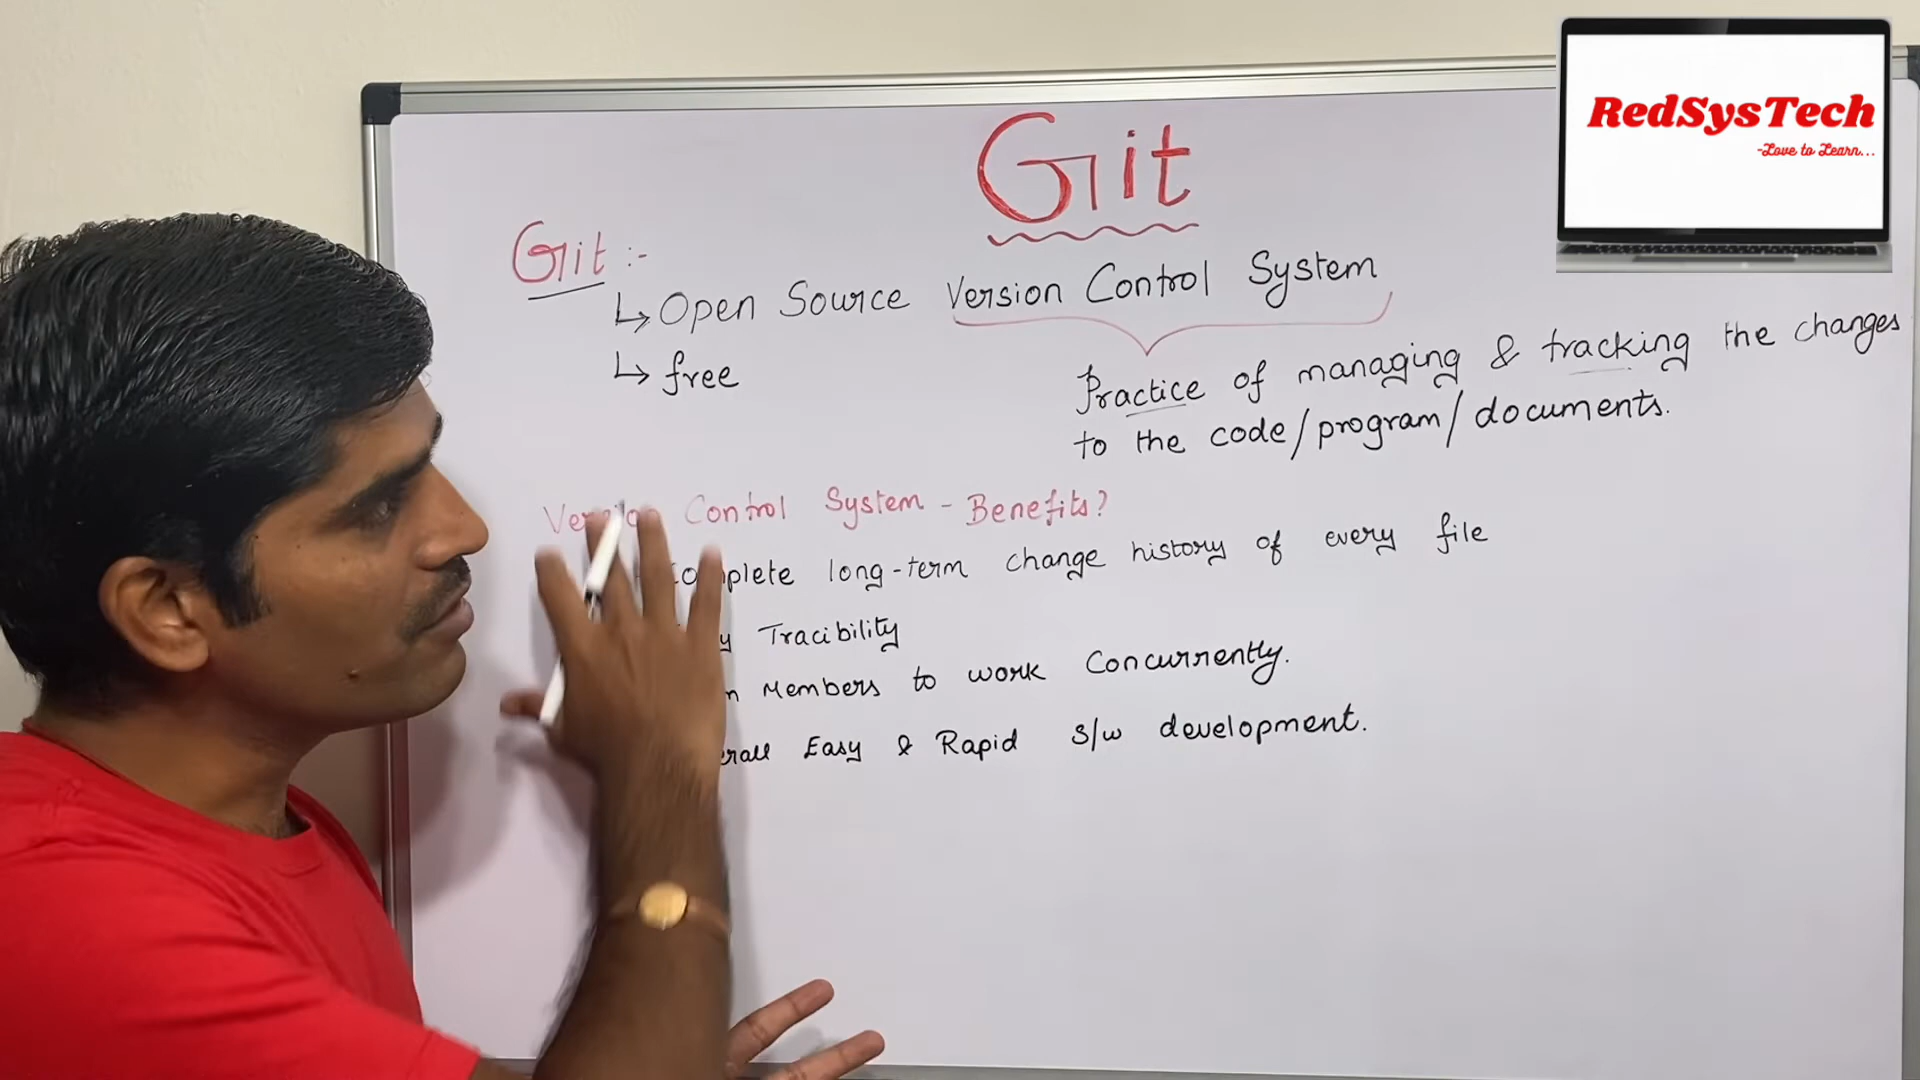 Git
RedSysTech
-Love to Learn...
Git :-
↳ Open Source Version Control System
↳ free
Practice of managing & tracking the changes
to the code/program/documents.
Version Control System - Benefits?
Complete long-term change history of every file
Tracibility
Members to work Concurrently.
Easy & Rapid s/w development.